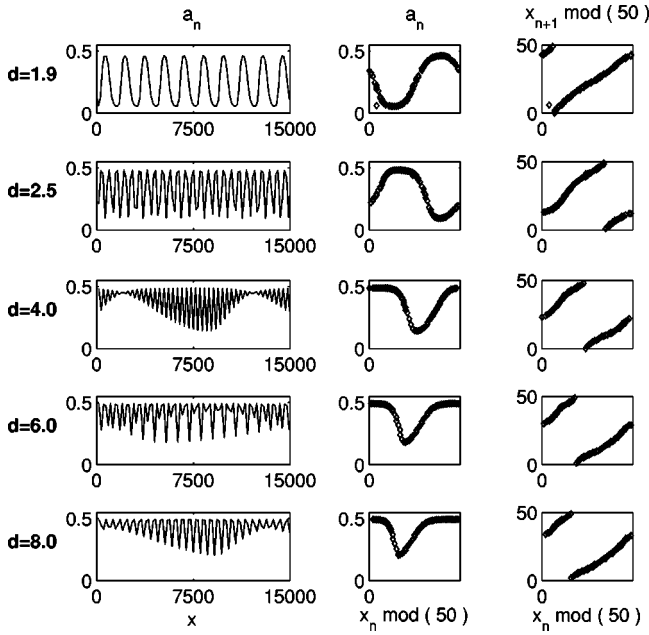 a_n a_n x_{n+1} mod ( 50 )
d=1.9 0.5 0 0 7500 15000 0.5 0 0 50 0
d=2.5 0.5 0 0 7500 15000 0.5 0 0 50 0
d=4.0 0.5 0 0 7500 15000 0.5 0 0 50 0
d=6.0 0.5 0 0 7500 15000 0.5 0 0 50 0
d=8.0 0.5 0 0 7500 15000 0.5 0 0 50 0 0
x x_n mod ( 50 ) x_n mod ( 50 )